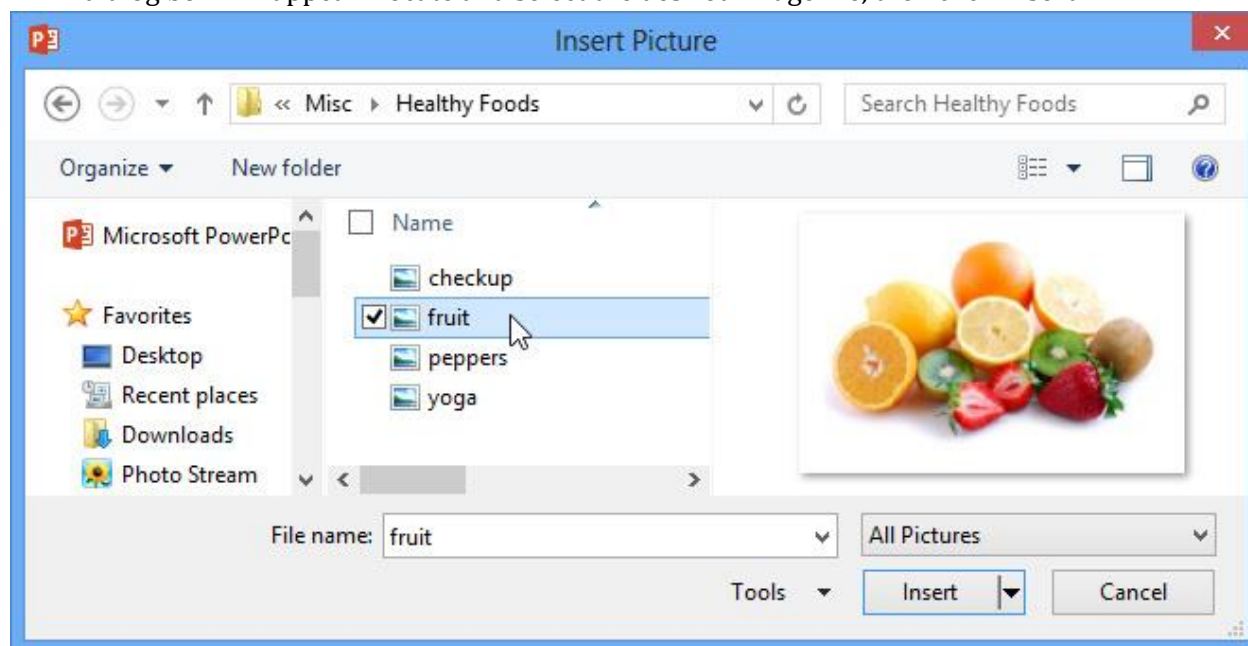 Insert Picture
« Misc Healthy Foods
Search Healthy Foods
Organize New folder
Microsoft PowerPc
Name
checkup
Favorites
fruit
Desktop
peppers
Recent places
yoga
Downloads
Photo Stream
File name: fruit
All Pictures
Tools Insert Cancel